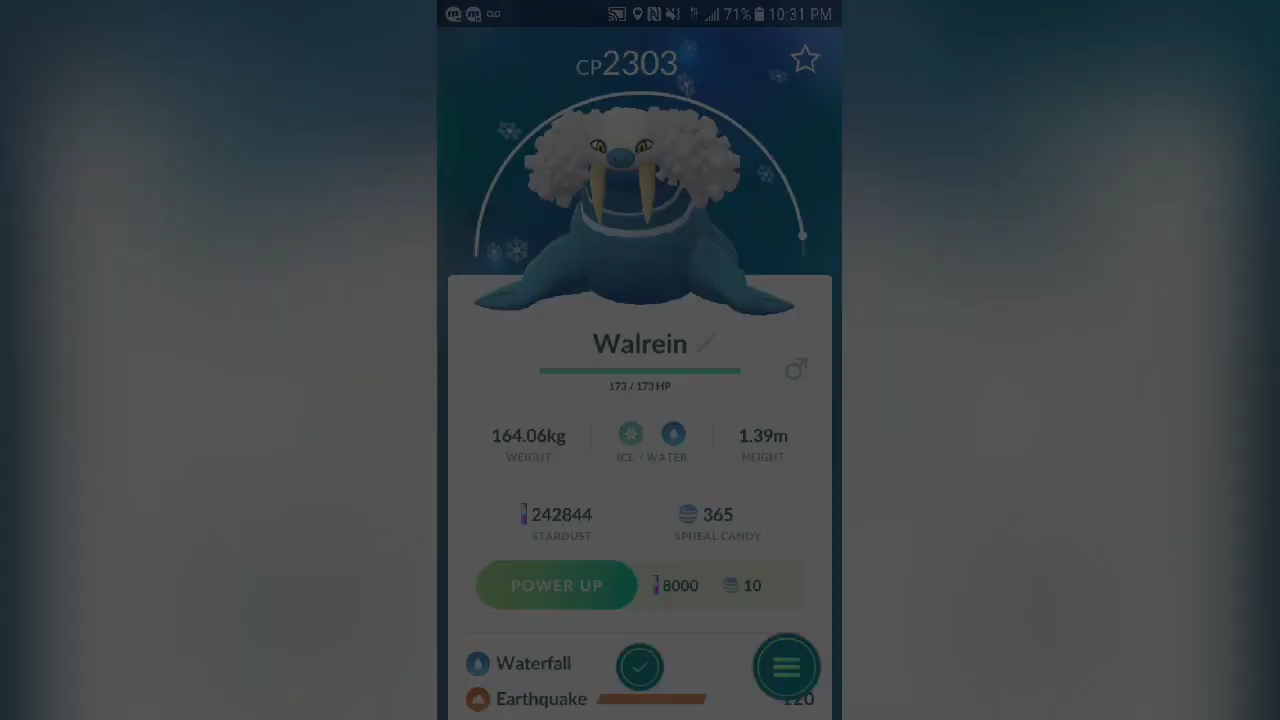 71% 10:31 PM
CP2303
Walrein
173 / 173 HP
164.06kg
WEIGHT
ICE / WATER
1.39m
HEIGHT
242844
STARDUST
365
SPHEAL CANDY
POWER UP
8000
10
Waterfall
Earthquake
120